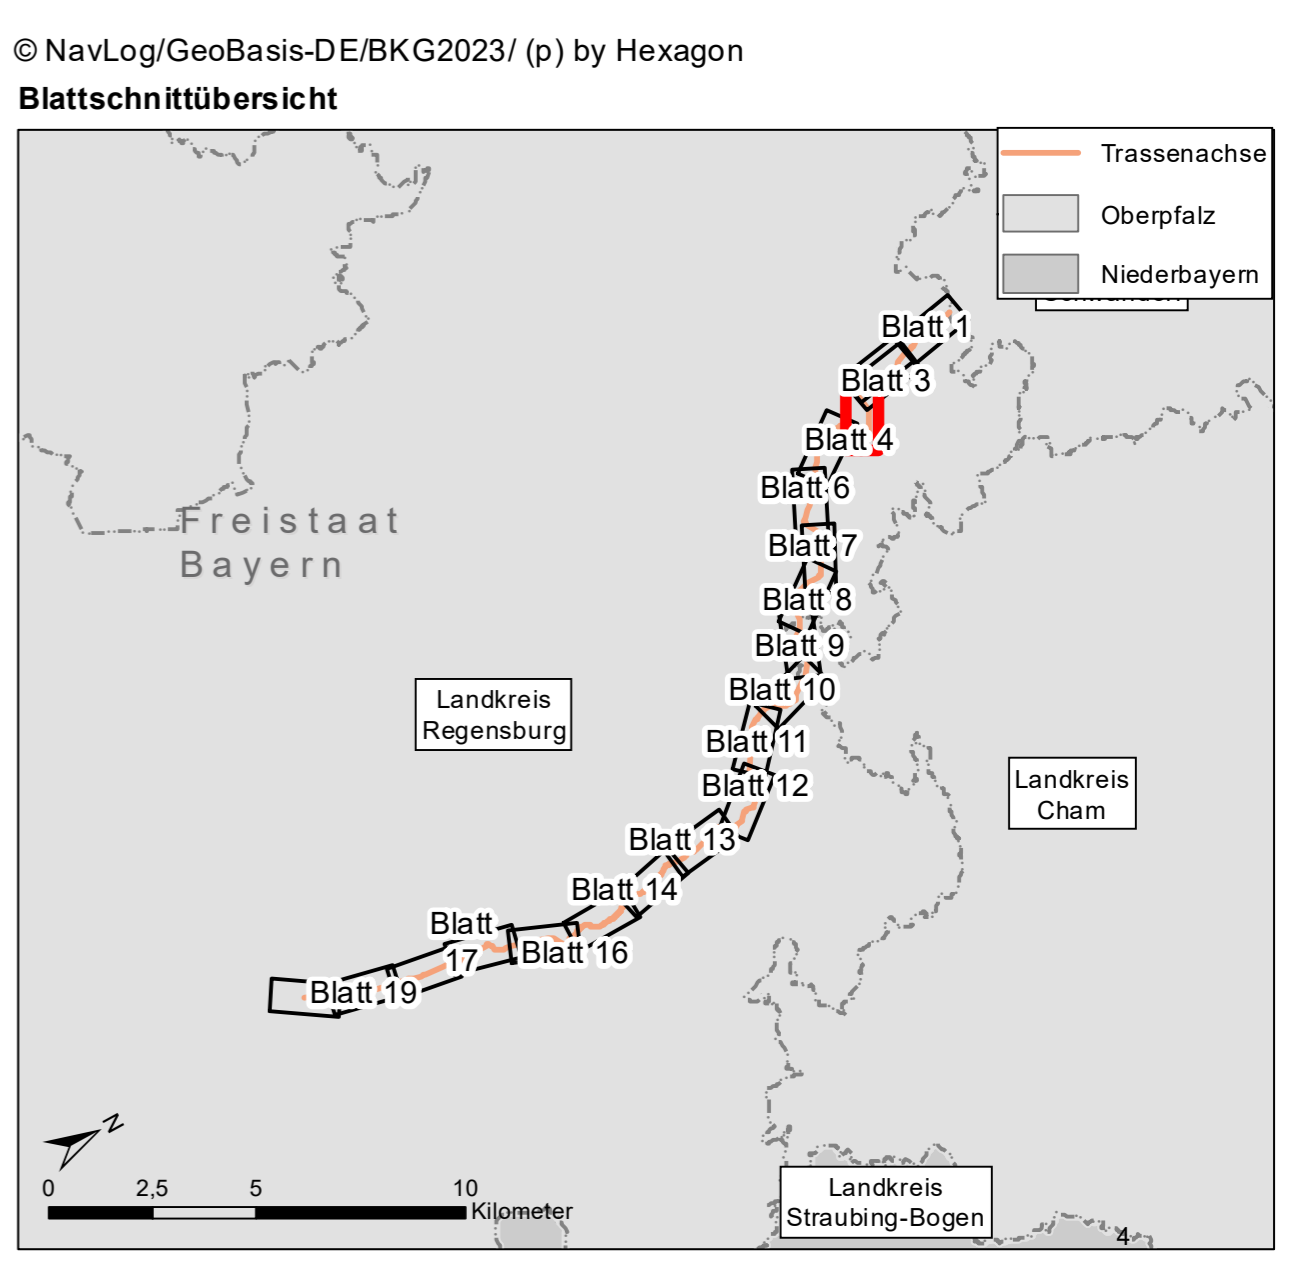 © NavLog/GeoBasis-DE/BKG2023/ (p) by Hexagon
Blattschnittübersicht
Trassenachse
Oberpfalz
Niederbayern
Blatt 1
Blatt 3
Blatt 4
Blatt 6
Freistaat
Bayern
Blatt 7
Blatt 8
Blatt 9
Blatt 10
Landkreis
Regensburg
Blatt 11
Blatt 12
Landkreis
Cham
Blatt 13
Blatt 14
Blatt
17
Blatt 16
Blatt 19
N
0 2,5 5 10
Kilometer
Landkreis
Straubing-Bogen
4